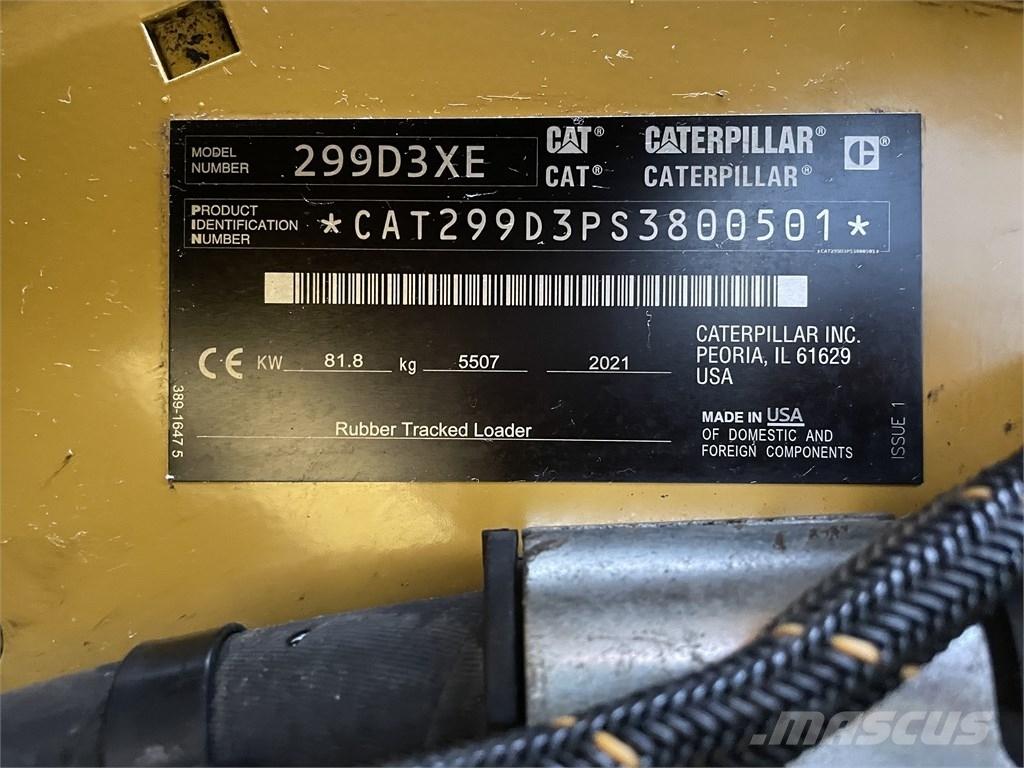 MODEL NUMBER 299D3XE
CAT® CATERPILLAR® C®
CAT® CATERPILLAR®
PRODUCT IDENTIFICATION NUMBER *CAT299D3PS3800501*
*CAT299D3PS3800501*
CE KW 81.8 kg 5507 2021
CATERPILLAR INC.
PEORIA, IL 61629
USA
Rubber Tracked Loader
MADE IN USA
OF DOMESTIC AND
FOREIGN COMPONENTS
389-1647 5
ISSUE 1
MASCUS